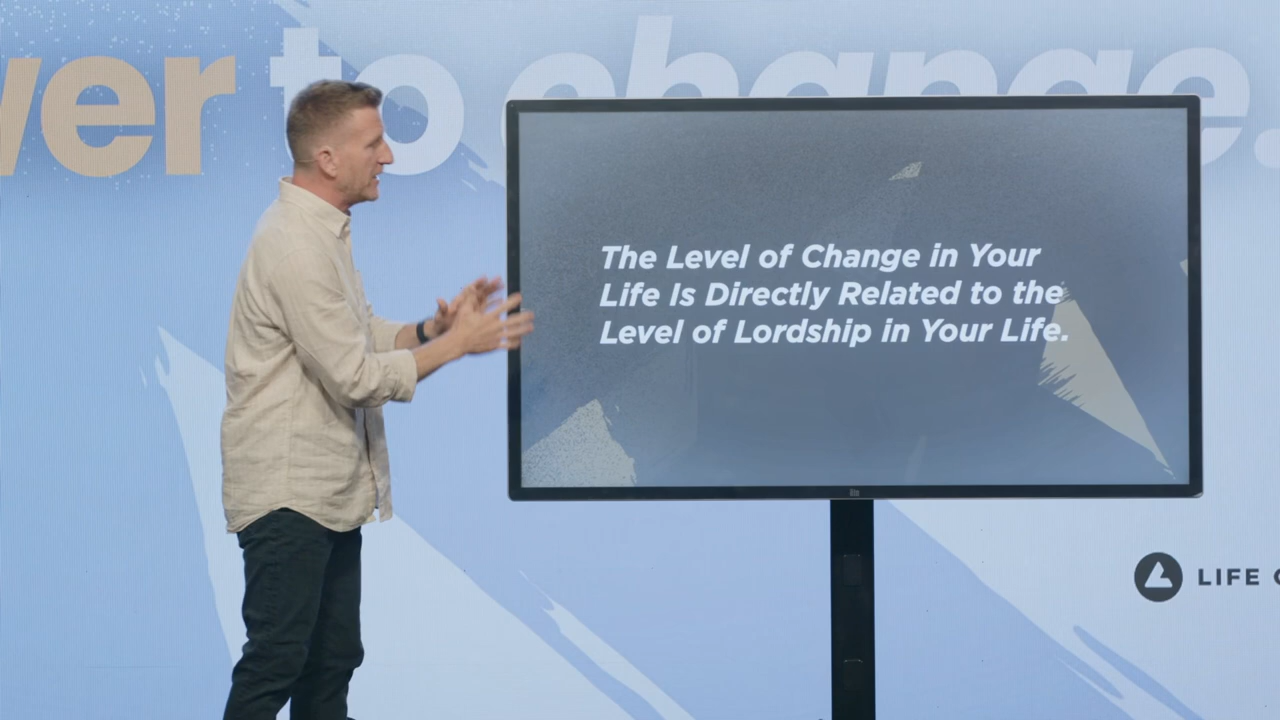 to change.
The Level of Change in Your
Life Is Directly Related to the
Level of Lordship in Your Life.
LIFE